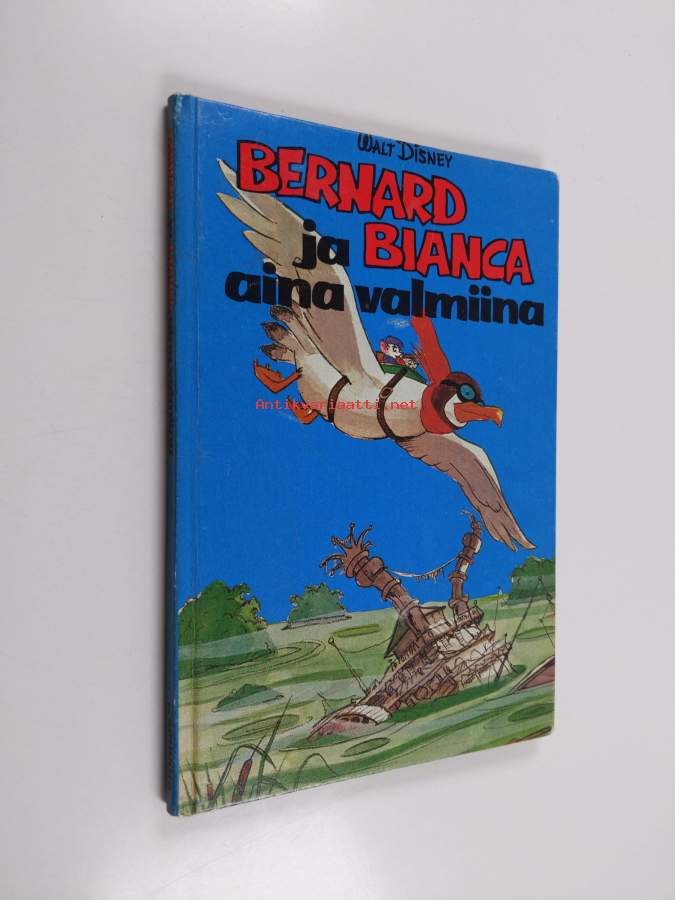 WALT DISNEY
BERNARD
ja BIANCA
aina valmiina
Antikvariaatti.net